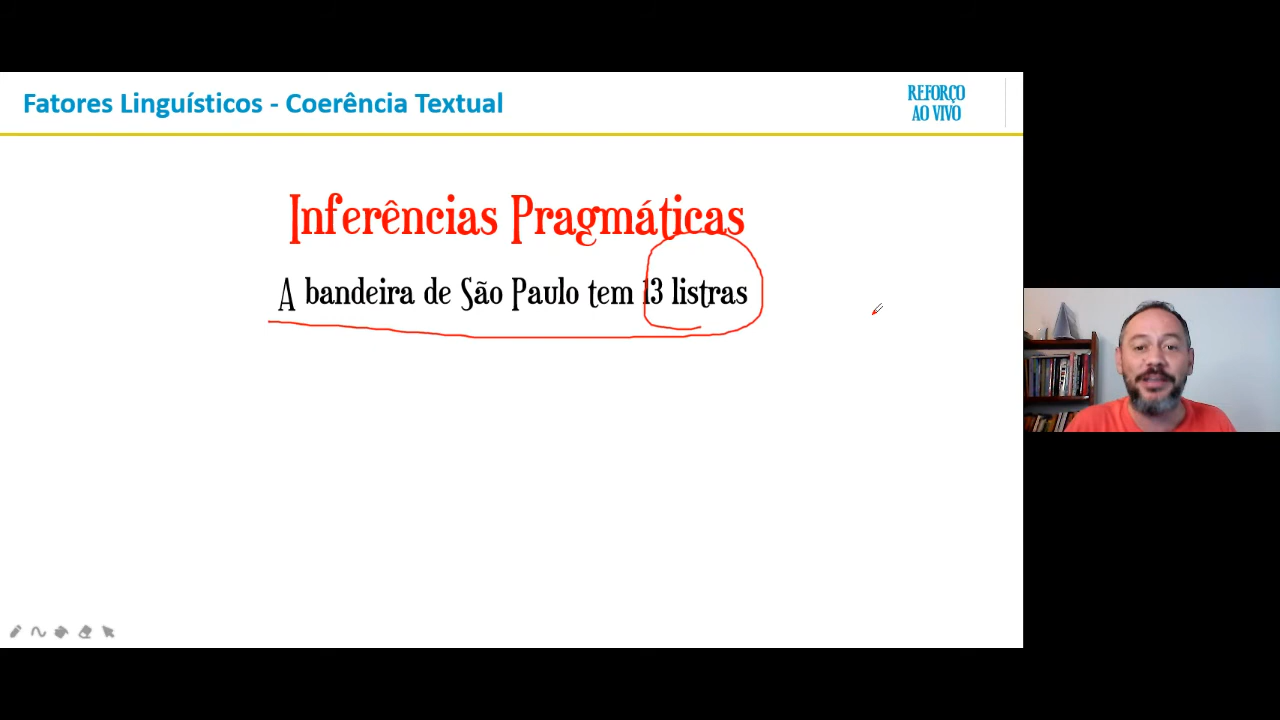 Fatores Linguísticos - Coerência Textual
REFORÇO
AO VIVO
Inferências Pragmáticas
A bandeira de São Paulo tem 13 listras